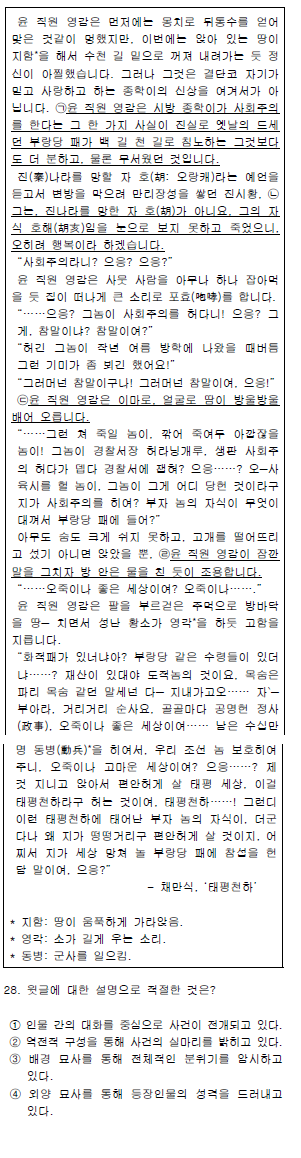 윤 직원 영감은 먼저에는 몽치로 뒤통수를 얻어
맞은 것같이 멍했지만, 이번에는 앉아 있는 땅이
지함*을 해서 수천 길 밑으로 꺼져 내려가는 듯 정
신이 아찔했습니다. 그러나 그것은 결단코 자기가
믿고 사랑하고 하는 종학이의 신상을 여겨서가 아
닙니다. ㉠윤 직원 영감은 시방 종학이가 사회주의
를 한다는 그 한 가지 사실이 진실로 옛날의 드세
던 부랑당 패가 백 길 천 길로 침노하는 그것보다
도 더 분하고, 물론 무서웠던 것입니다.
진(秦)나라를 망할 자 호(胡: 오랑캐)라는 예언을
듣고서 변방을 막으려 만리장성을 쌓던 진시황, ㉡
그는, 진나라를 망한 자 호(胡)가 아니요, 그의 자
식 호해(胡亥)임을 눈으로 보지 못하고 죽었으니,
오히려 행복이라 하겠습니다.
“사회주의라니? 으응? 으응?”
윤 직원 영감은 사뭇 사람을 아무나 하나 잡아먹
을 듯 집이 떠나게 큰 소리로 포효(咆哮)를 합니다.
“……으응? 그놈이 사회주의를 허다니! 으응? 그
게, 참말이냐? 참말이여?”
“허긴 그놈이 작년 여름 방학에 나왔을 때버틈
그런 기미가 좀 뵈긴 했어요!”
“그러머넌 참말이구나! 그러머넌 참말이여, 으응!”
㉢윤 직원 영감은 이마로, 얼굴로 땀이 방울방울
배어 오릅니다.
“……그런 쳐 죽일 놈이, 깎어 죽여두 아깝잖을
놈이! 그놈이 경찰서장 허라닝개루, 생판 사회주
의 허다가 뎁다 경찰서에 잽혀? 으응……? 오―사
육시를 헐 놈이, 그놈이 그게 어디 당헌 것이라구
지가 사회주의를 히여? 부자 놈의 자식이 무엇이
대껴서 부랑당 패에 들어?”
아무도 숨도 크게 쉬지 못하고, 고개를 떨어뜨리
고 섰기 아니면 앉았을 뿐, ㉣윤 직원 영감이 잠깐
말을 그치자 방 안은 물을 친 듯이 조용합니다.
“……오죽이나 좋은 세상이여? 오죽이나…….”
윤 직원 영감은 팔을 부르걷은 주먹으로 방바닥
을 땅― 치면서 성난 황소가 영각*을 하듯 고함을
지릅니다.
“화적패가 있너냐아? 부랑당 같은 수령들이 있더
냐……? 재산이 있대야 도적놈의 것이요, 목숨은
파리 목숨 같던 말세넌 다― 지내가고오…… 자―
부아라, 거리거리 순사요, 골골마다 공명헌 정사
(政事), 오죽이나 좋은 세상이여…… 남은 수십만
명 동병(動兵)*을 히여서, 우리 조선 놈 보호히여
주니, 오죽이나 고마운 세상이여? 으응……? 제
것 지니고 앉아서 편안허게 살 태평 세상, 이걸
태평천하라구 허는 것이여, 태평천하……! 그런디
이런 태평천하에 태어난 부자 놈의 자식이, 더군
다나 왜 지가 떵떵거리구 편안허게 살 것이지, 어
찌서 지가 세상 망쳐 놀 부랑당 패에 참섭을 헌
담 말이여, 으응?”
－ 채만식, ‘태평천하’
* 지함: 땅이 움푹하게 가라앉음.
* 영각: 소가 길게 우는 소리.
* 동병: 군사를 일으킴.
28. 윗글에 대한 설명으로 적절한 것은?
① 인물 간의 대화를 중심으로 사건이 전개되고 있다.
② 역전적 구성을 통해 사건의 실마리를 밝히고 있다.
③ 배경 묘사를 통해 전체적인 분위기를 암시하고
있다.
④ 외양 묘사를 통해 등장인물의 성격을 드러내고
있다.